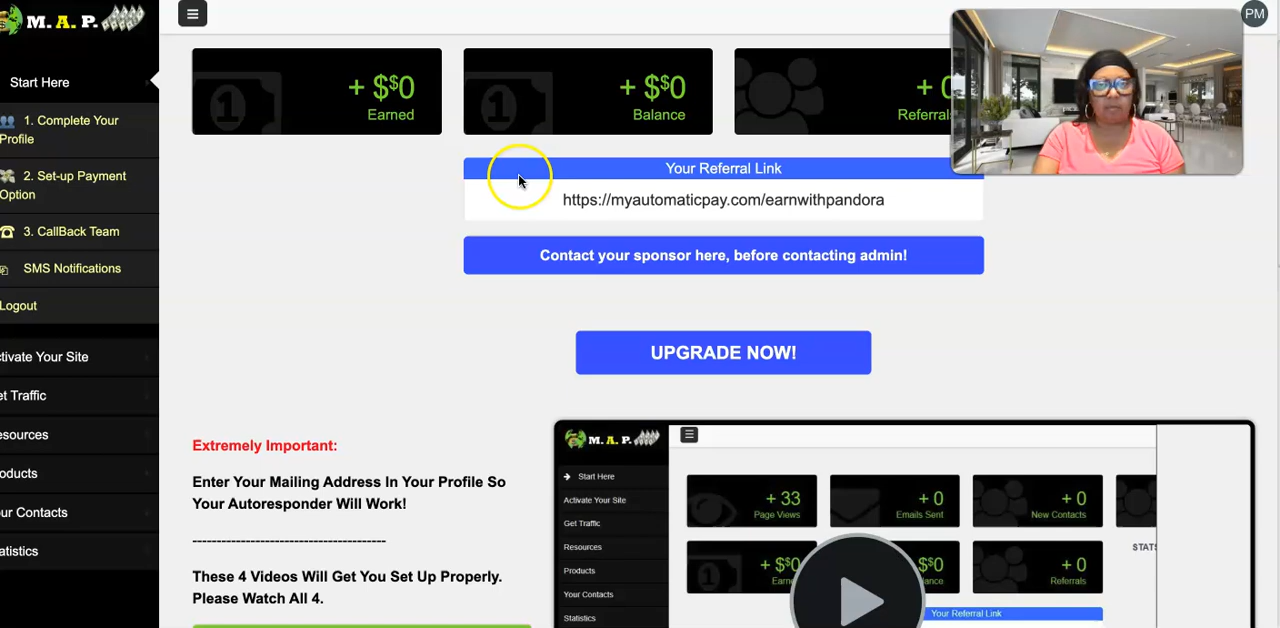 M. A. P.
PM
Start Here
1. Complete Your
Profile
2. Set-up Payment
Option
3. CallBack Team
SMS Notifications
Logout
ctivate Your Site
et Traffic
esources
oducts
ur Contacts
atistics
+ $$0
Earned
+ $$0
Balance
+ 0
Referrals
Your Referral Link
https://myautomaticpay.com/earnwithpandora
Contact your sponsor here, before contacting admin!
UPGRADE NOW!
Extremely Important:
Enter Your Mailing Address In Your Profile So
Your Autoresponder Will Work!
----------------------------------------
These 4 Videos Will Get You Set Up Properly.
Please Watch All 4.
M. A. P.
Start Here
Activate Your Site
Get Traffic
Resources
Products
Your Contacts
Statistics
+ 33
Page Views
+ 0
Emails Sent
+ 0
New Contacts
STATS
+ $$0
Earne
$0
lance
+ 0
Referrals
Your Referral Link